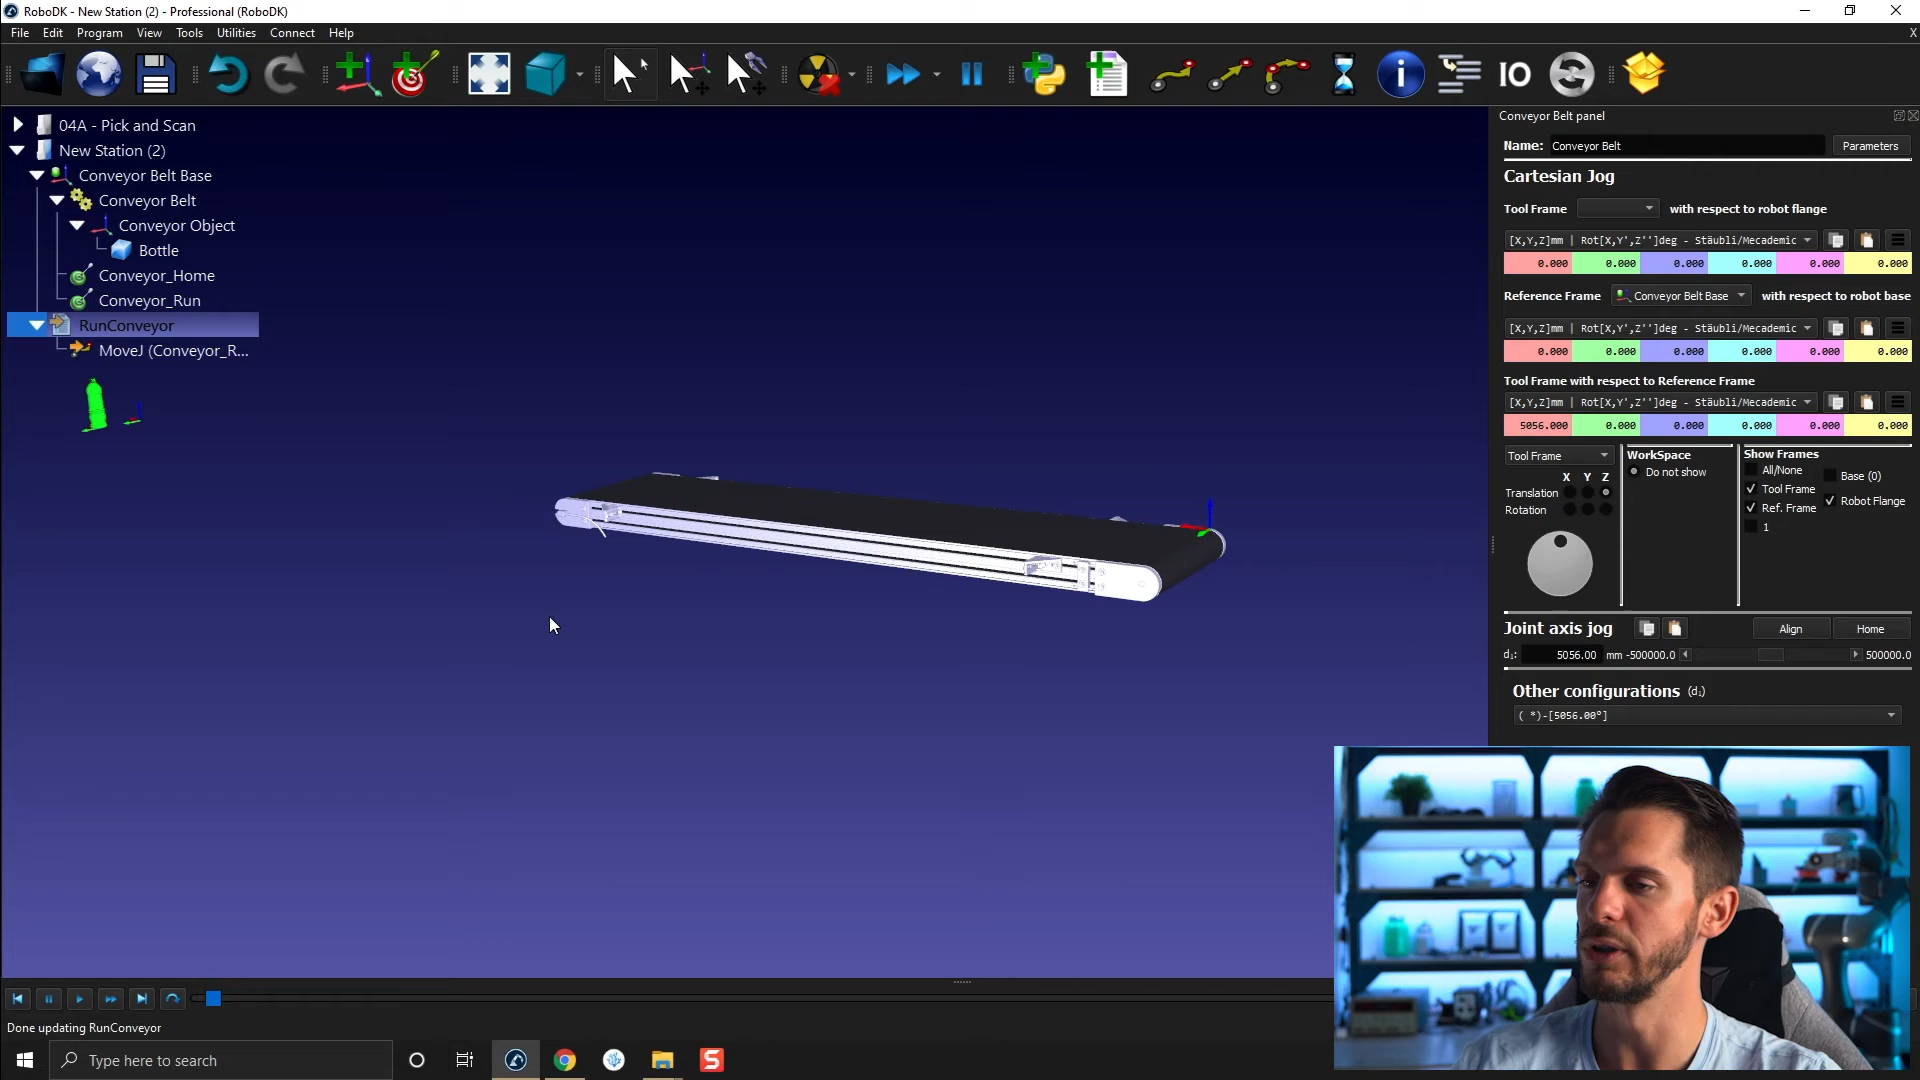 RoboDK - New Station (2) - Professional (RoboDK)
File Edit Program View Tools Utilities Connect Help X
IO
04A - Pick and Scan
New Station (2)
Conveyor Belt Base
Conveyor Belt
Conveyor Object
Bottle
Conveyor_Home
Conveyor_Run
RunConveyor
MoveJ (Conveyor_R...
Conveyor Belt panel
Name: Conveyor Belt Parameters
Cartesian Jog
Tool Frame with respect to robot flange
[X,Y,Z]mm | Rot[X,Y',Z'']deg - Stäubli/Mecademic
0.000 0.000 0.000 0.000 0.000 0.000
Reference Frame Conveyor Belt Base with respect to robot base
[X,Y,Z]mm | Rot[X,Y',Z'']deg - Stäubli/Mecademic
0.000 0.000 0.000 0.000 0.000 0.000
Tool Frame with respect to Reference Frame
[X,Y,Z]mm | Rot[X,Y',Z'']deg - Stäubli/Mecademic
5056.000 0.000 0.000 0.000 0.000 0.000
Tool Frame
X Y Z
Translation
Rotation
WorkSpace
Do not show
Show Frames
All/None Base (0)
Tool Frame
Robot Flange
Ref. Frame
1
Joint axis jog Align Home
d₁: 5056.00 mm -500000.0 500000.0
Other configurations (d₁)
( *)-[5056.00°]
Done updating RunConveyor
Type here to search
S